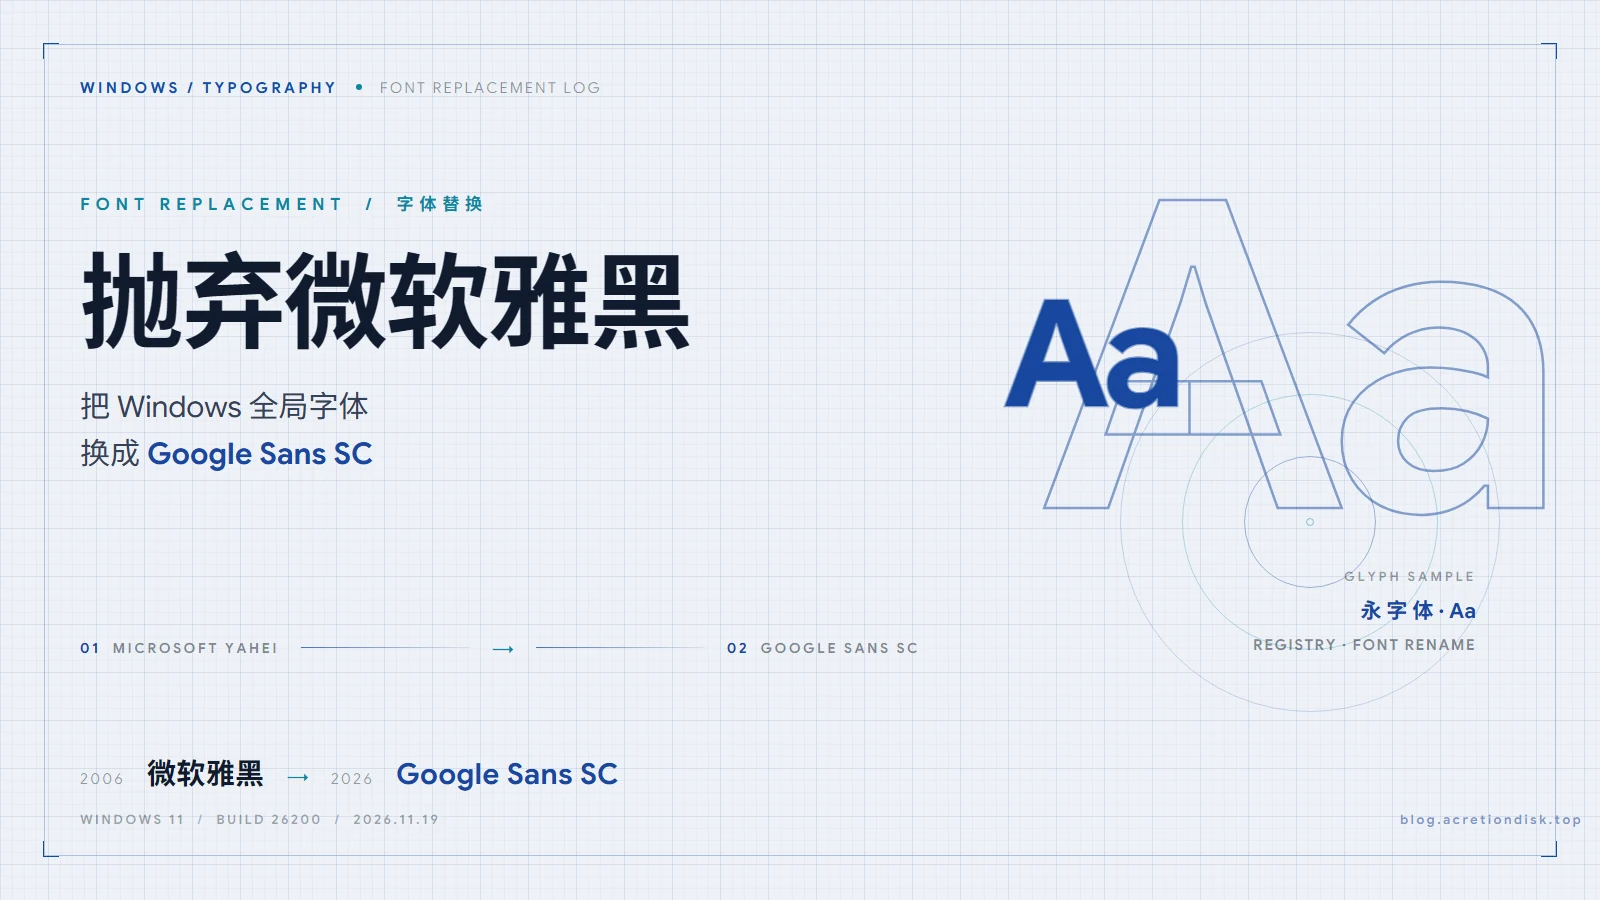 WINDOWS / TYPOGRAPHY • FONT REPLACEMENT LOG
FONT REPLACEMENT / 字体替换
抛弃微软雅黑
把 Windows 全局字体
换成 Google Sans SC
Aa
Aa
GLYPH SAMPLE
永字体·Aa
REGISTRY · FONT RENAME
01 MICROSOFT YAHEI → 02 GOOGLE SANS SC
2006 微软雅黑 → 2026 Google Sans SC
WINDOWS 11 / BUILD 26200 / 2026.11.19
blog.acretiondisk.top